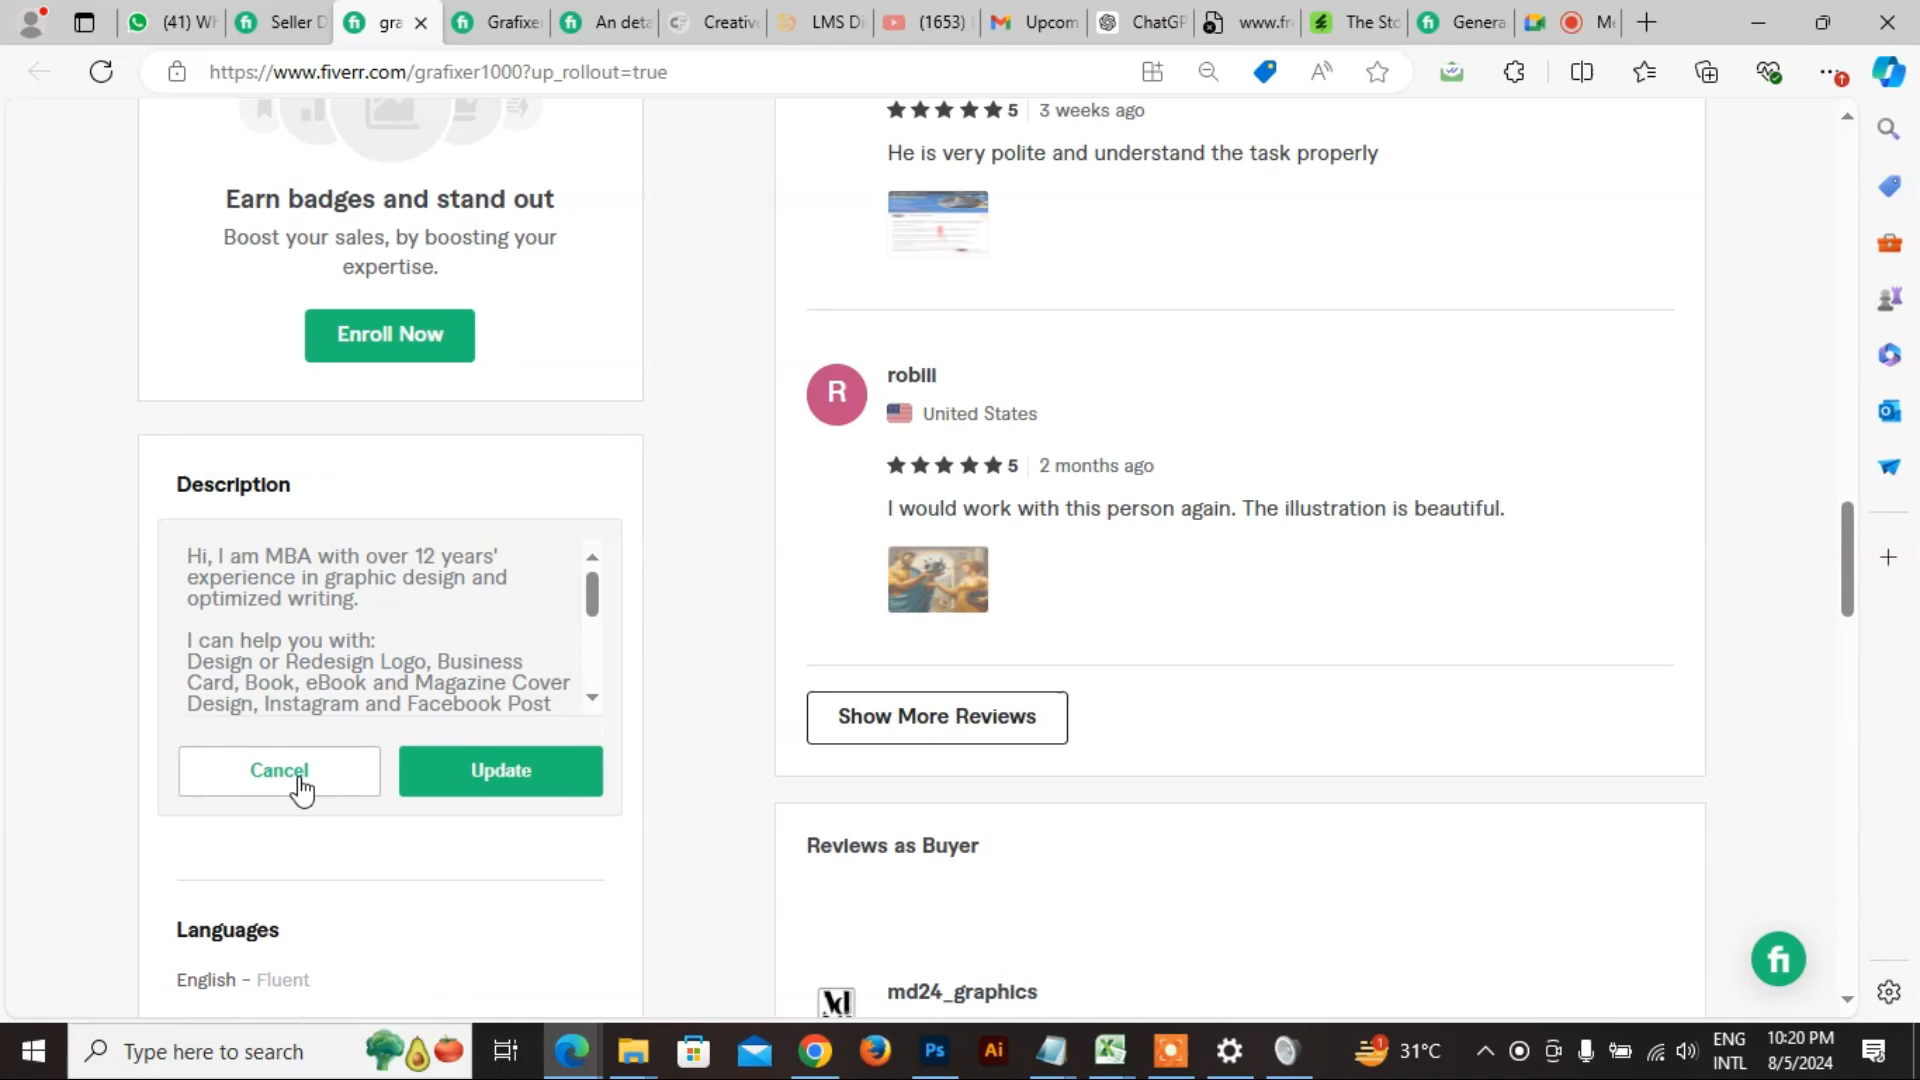 (41) Wh
Seller D
gra
Grafixe
An deta
Creativ
LMS Di
(1653)
Upcom
ChatGP
www.fr
The Sto
Genera
Me
https://www.fiverr.com/grafixer1000?up_rollout=true
Earn badges and stand out
Boost your sales, by boosting your
expertise.
Enroll Now
Description
Hi, I am MBA with over 12 years'
experience in graphic design and
optimized writing.
I can help you with:
Design or Redesign Logo, Business
Card, Book, eBook and Magazine Cover
Design, Instagram and Facebook Post
Cancel
Update
Languages
English – Fluent
5
3 weeks ago
He is very polite and understand the task properly
R
robiii
United States
5
2 months ago
I would work with this person again. The illustration is beautiful.
Show More Reviews
Reviews as Buyer
md24_graphics
fi
Type here to search
Ps
Ai
1
31°C
ENG
INTL
10:20 PM
8/5/2024